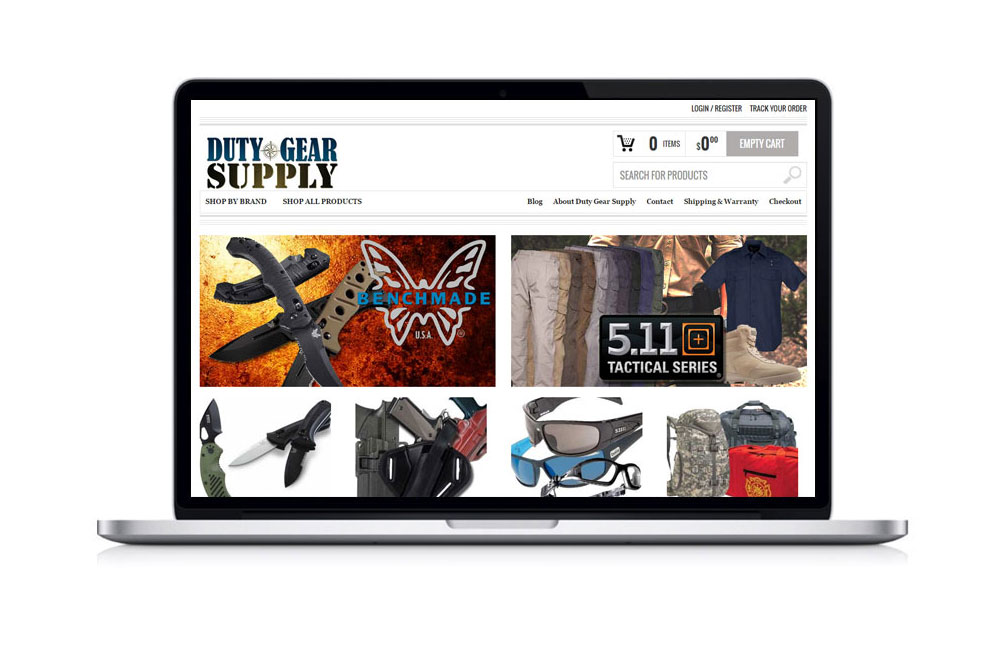 LOGIN / REGISTER TRACK YOUR ORDER
DUTY GEAR
SUPPLY
0 ITEMS $0.00 EMPTY CART
SEARCH FOR PRODUCTS
SHOP BY BRAND SHOP ALL PRODUCTS Blog About Duty Gear Supply Contact Shipping & Warranty Checkout
BENCHMADE
U.S.A. ®
5.11
TACTICAL SERIES®